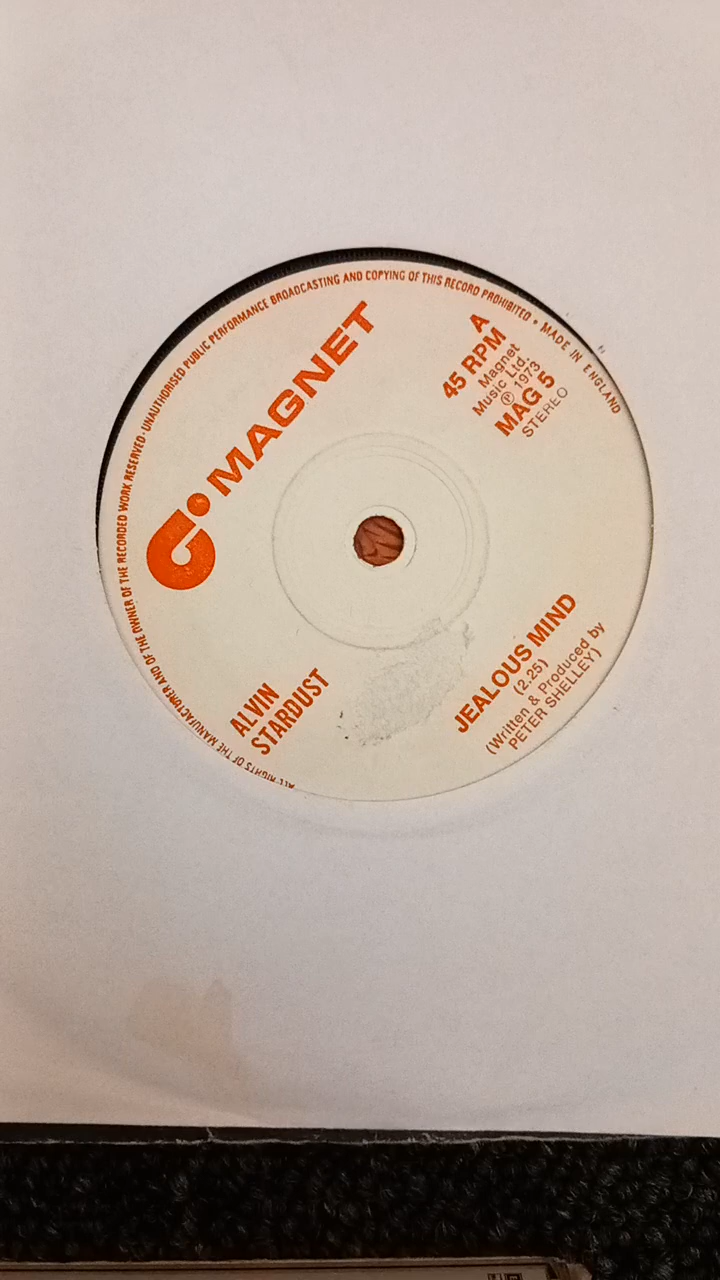 ALL RIGHTS OF THE MANUFACTURER AND OF THE OWNER OF THE RECORDED WORK RESERVED · UNAUTHORISED PUBLIC PERFORMANCE BROADCASTING AND COPYING OF THIS RECORD PROHIBITED • MADE IN ENGLAND
MAGNET
A
45 RPM
Magnet
Music Ltd.
℗ 1973
MAG 5
STEREO
ALVIN
STARDUST
JEALOUS MIND
(2.25)
(Written & Produced by
PETER SHELLEY)